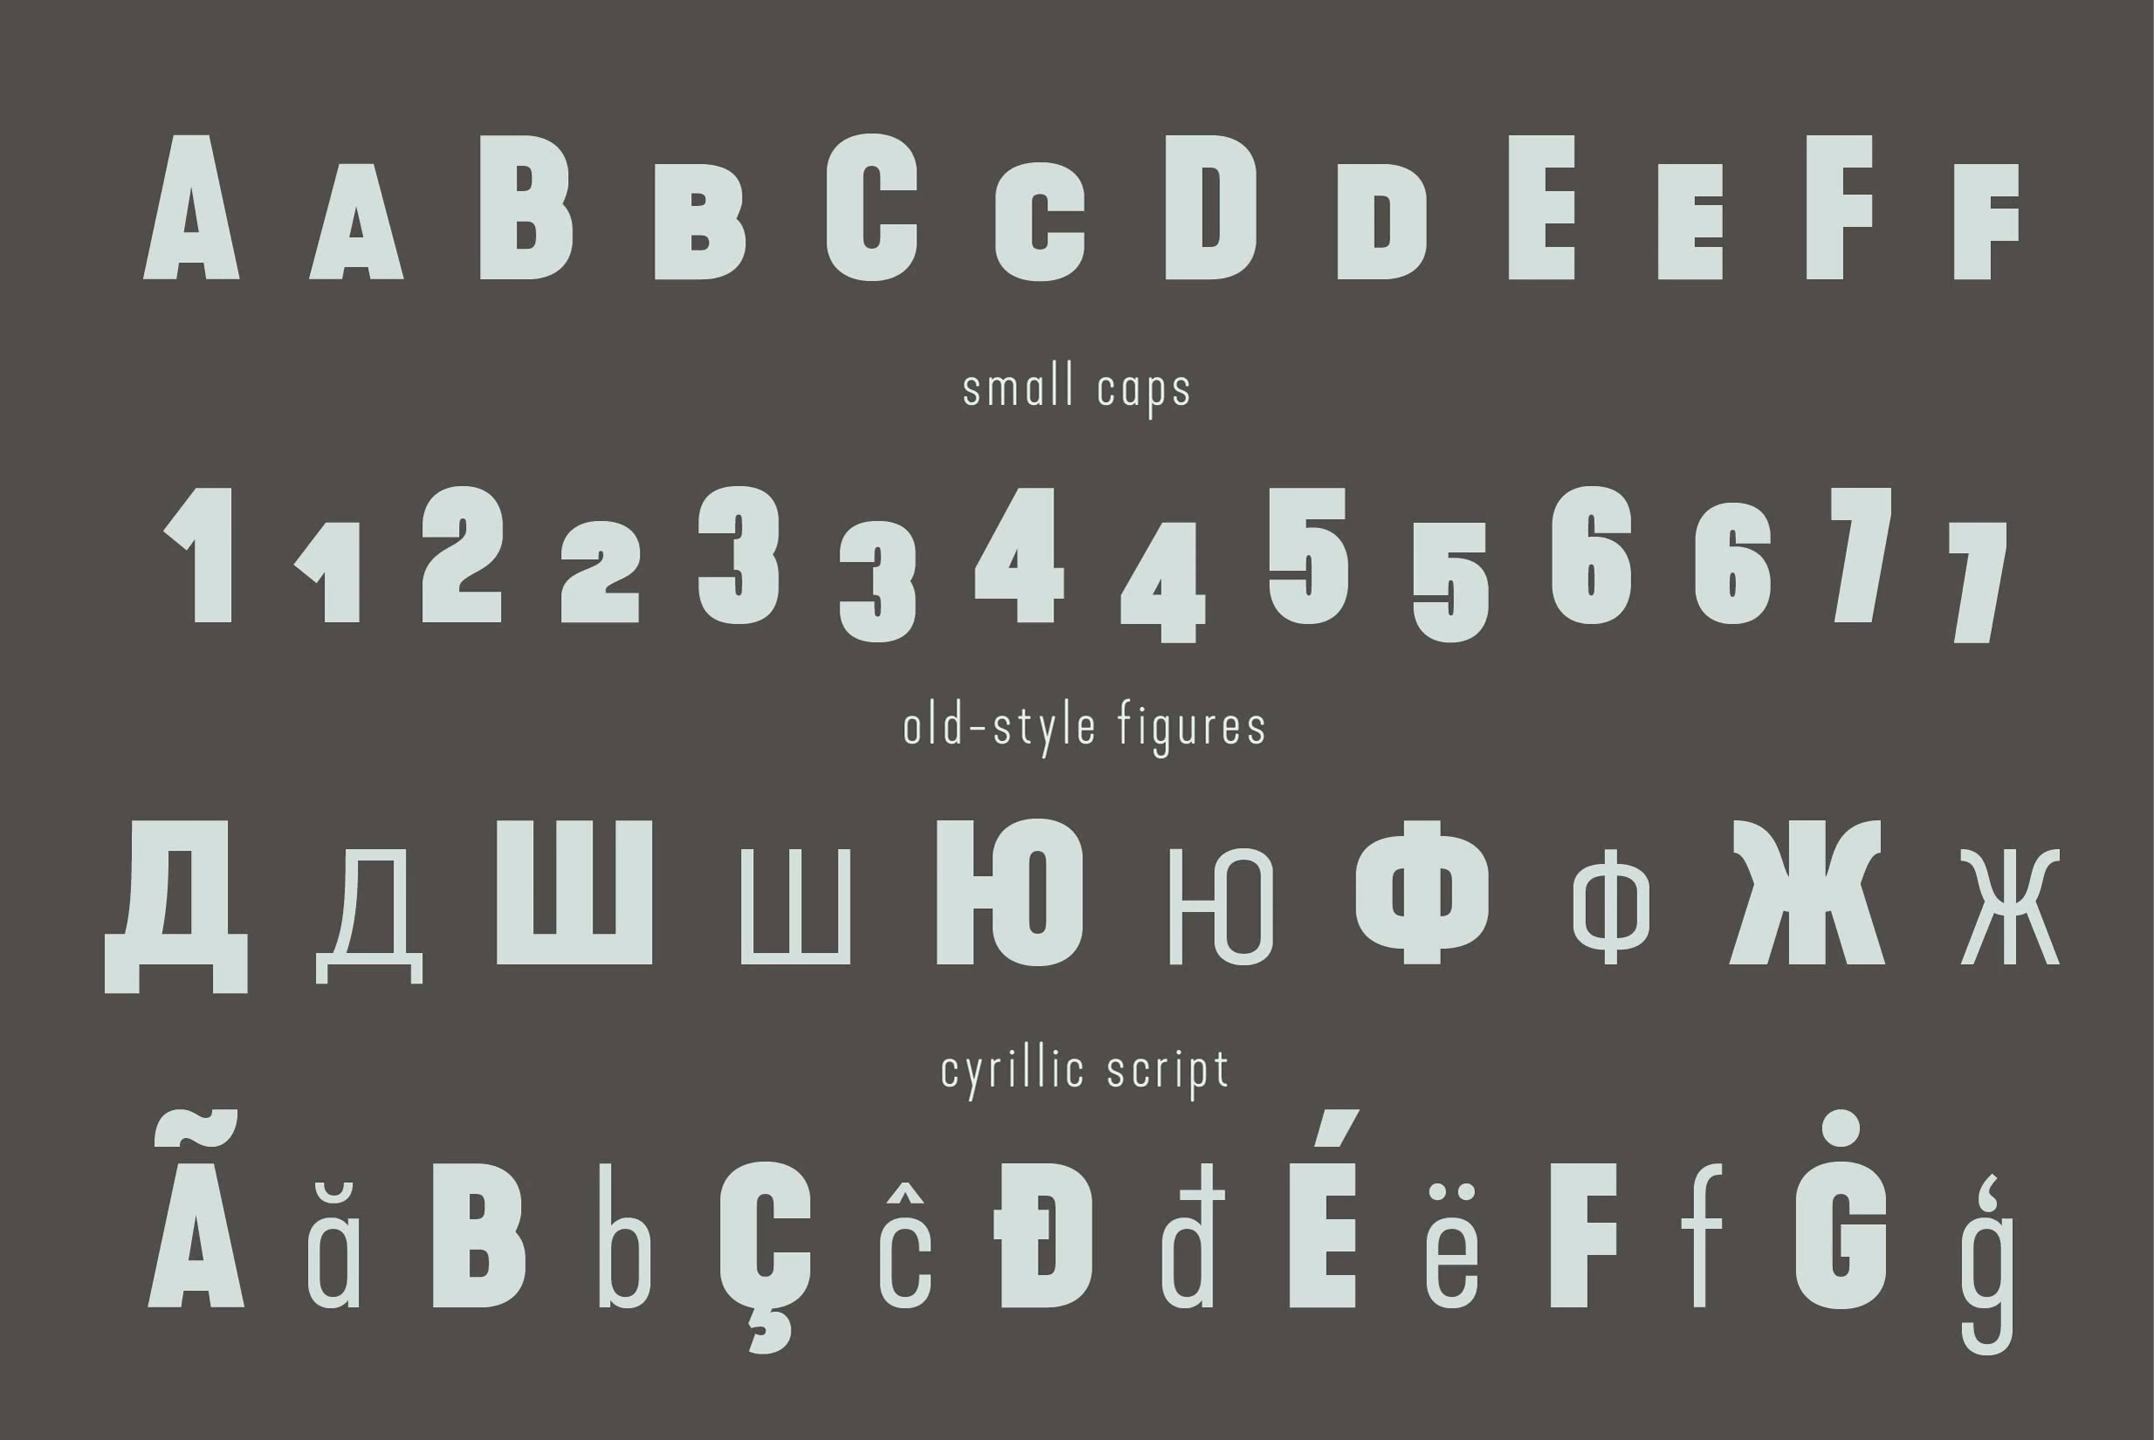 A ᴀ B ʙ C ᴄ D ᴅ E ᴇ F ꜰ
small caps
1 1 2 2 3 3 4 4 5 5 6 6 7 7
old-style figures
Д д Ш ш Ю ю Ф ф Ж ж
cyrillic script
Ã ă B b Ç ĉ Đ đ É ë F f Ġ ģ